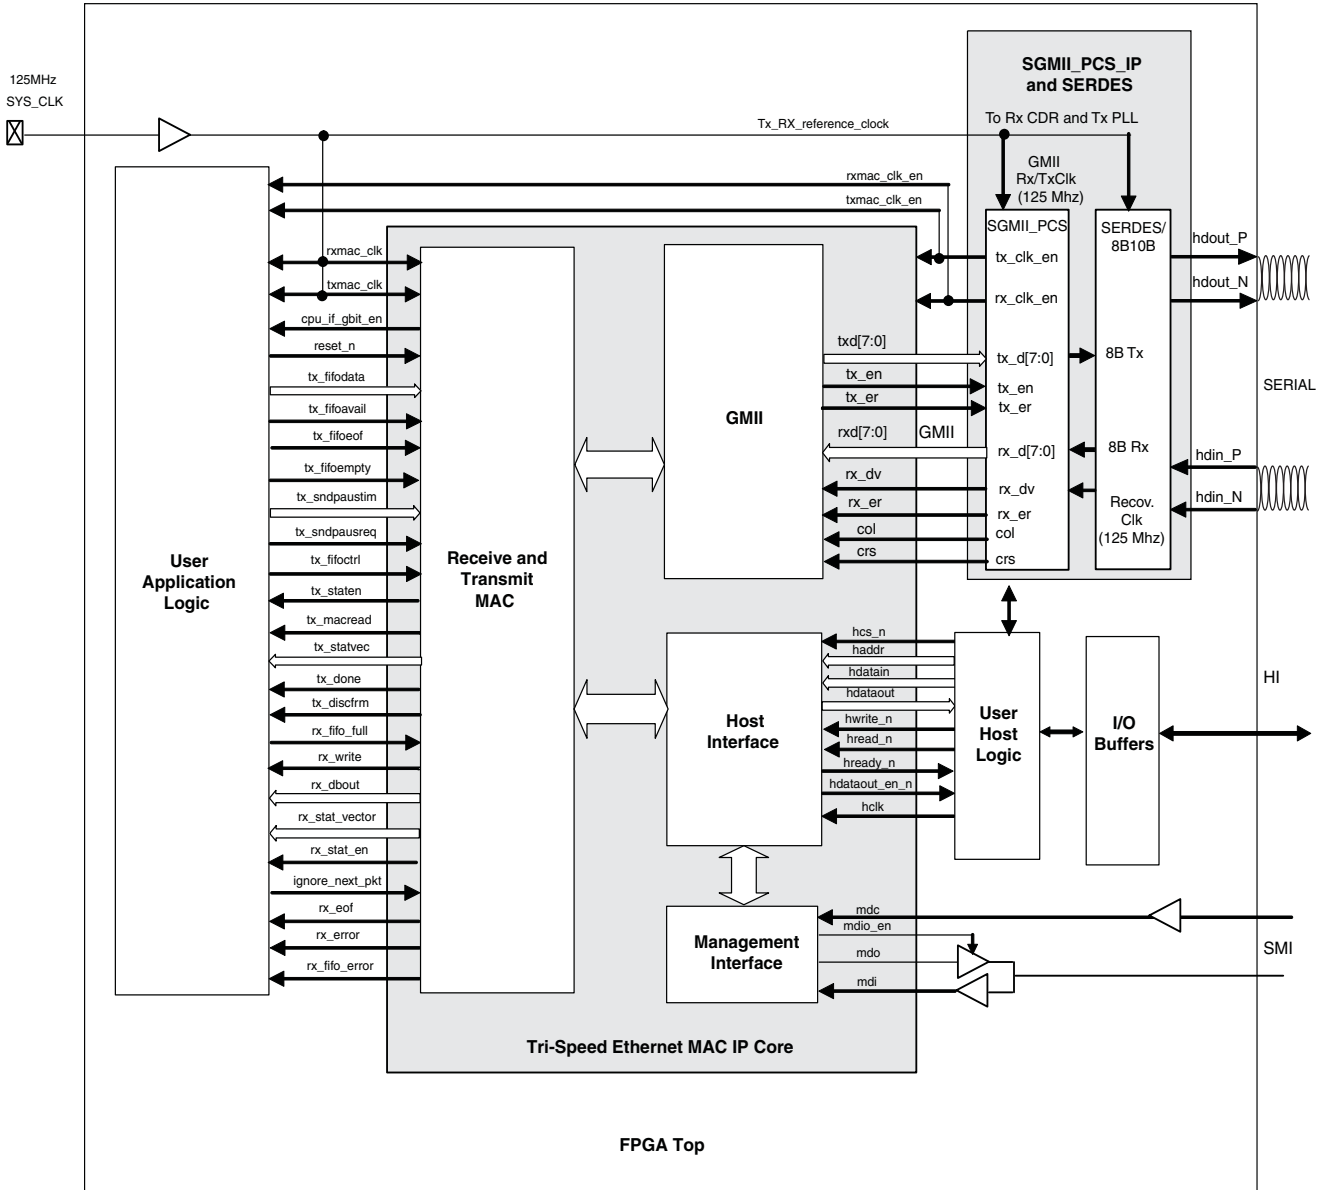 125MHz
SYS_CLK
SGMII_PCS_IP
and SERDES
Tx_RX_reference_clock
To Rx CDR and Tx PLL
GMII
Rx/TxClk
(125 Mhz)
rxmac_clk_en
txmac_clk_en
SGMII_PCS
tx_clk_en
rx_clk_en
tx_d[7:0]
tx_en
tx_er
rx_d[7:0]
rx_dv
rx_er
col
crs
SERDES/
8B10B
8B Tx
8B Rx
Recov.
Clk
(125 Mhz)
hdout_P
hdout_N
SERIAL
hdin_P
hdin_N
User
Application
Logic
rxmac_clk
txmac_clk
cpu_if_gbit_en
reset_n
tx_fifodata
tx_fifoavail
tx_fifoeof
tx_fifoempty
tx_sndpaustim
tx_sndpausreq
tx_fifoctrl
tx_staten
tx_macread
tx_statvec
tx_done
tx_discfrm
rx_fifo_full
rx_write
rx_dbout
rx_stat_vector
rx_stat_en
ignore_next_pkt
rx_eof
rx_error
rx_fifo_error
Receive and
Transmit
MAC
GMII
txd[7:0]
tx_en
tx_er
rxd[7:0]
GMII
rx_dv
rx_er
col
crs
Host
Interface
hcs_n
haddr
hdatain
hdataout
hwrite_n
hread_n
hready_n
hdataout_en_n
hclk
User
Host
Logic
I/O
Buffers
HI
Management
Interface
mdc
mdio_en
mdo
mdi
SMI
Tri-Speed Ethernet MAC IP Core
FPGA Top